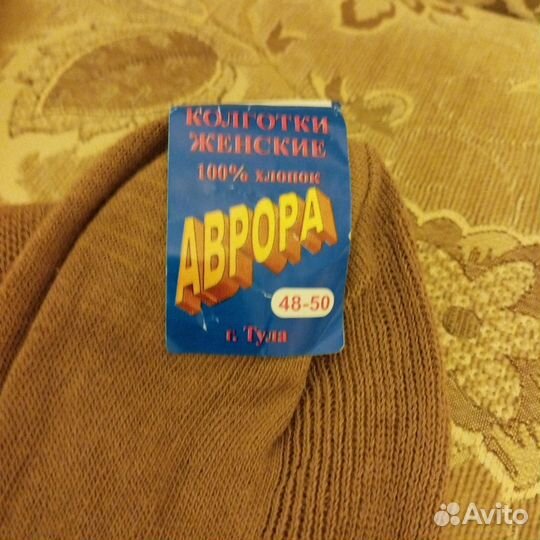 КОЛГОТКИ
ЖЕНСКИЕ
100% хлопок
АВРОРА
48-50
г. Тула
Avito